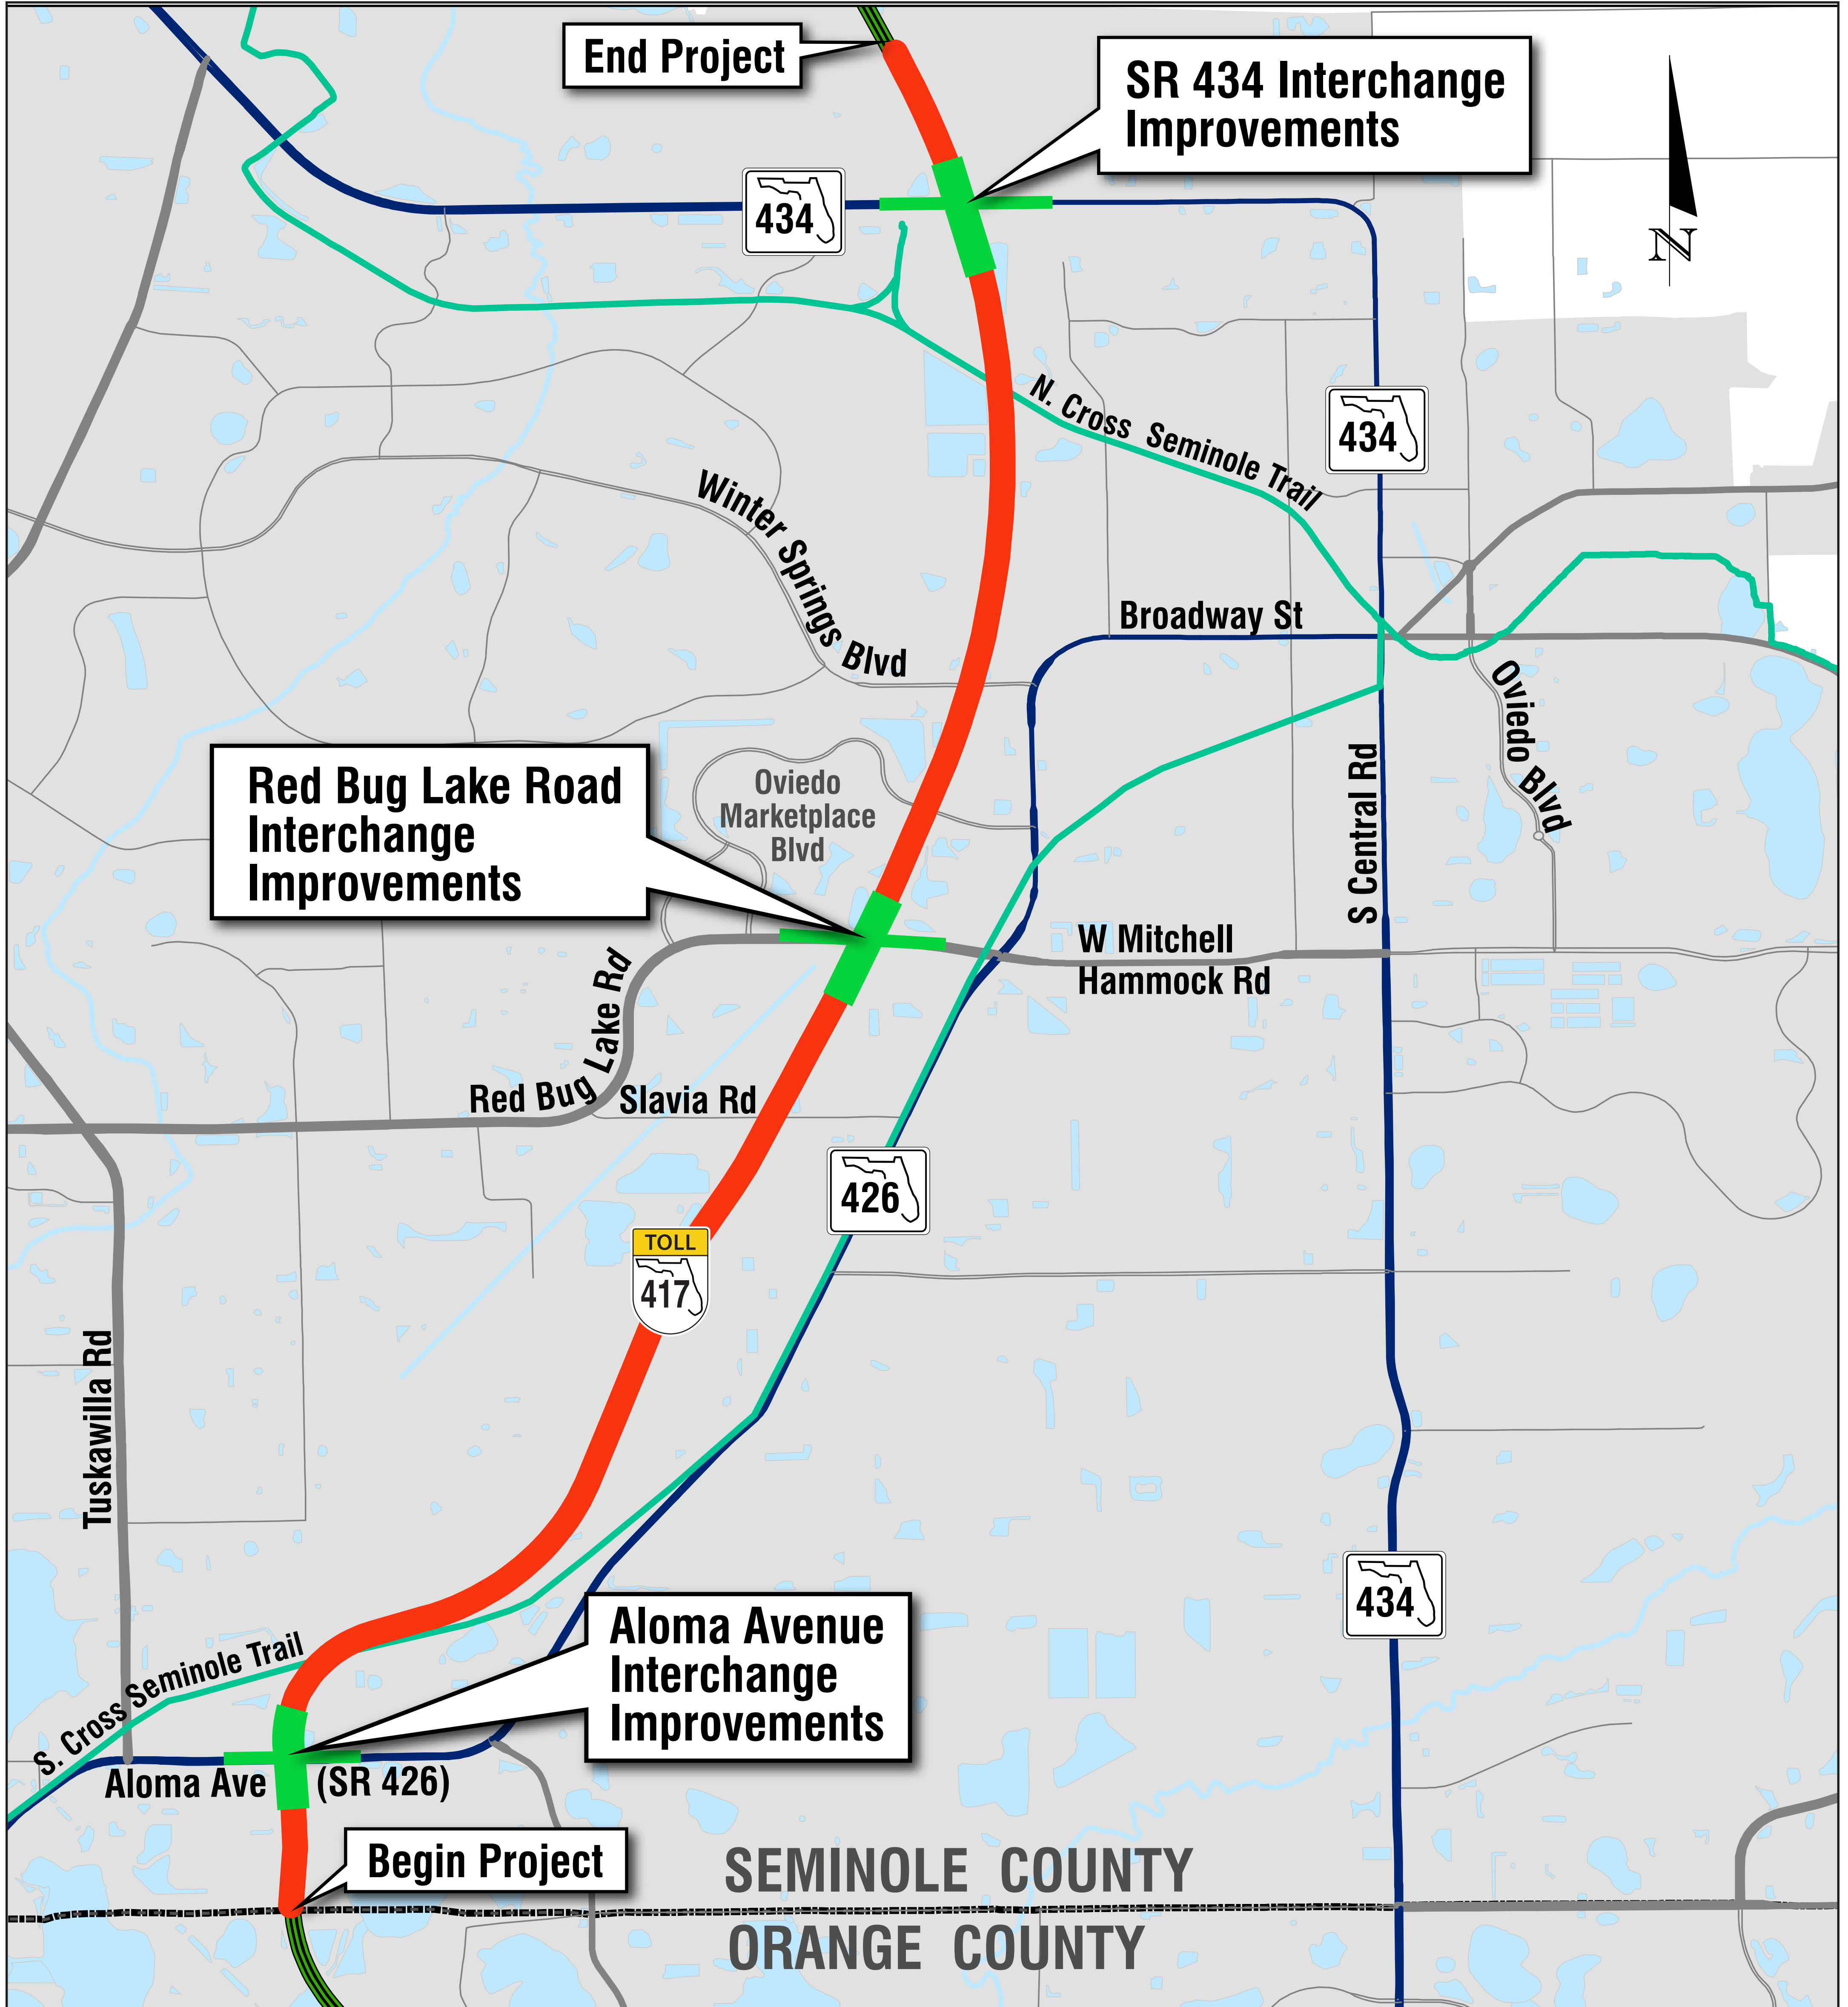 End Project
SR 434 Interchange
Improvements
N
434
434
N. Cross Seminole Trail
Winter Springs Blvd
Broadway St
Oviedo Blvd
Red Bug Lake Road
Interchange
Improvements
Oviedo
Marketplace
Blvd
S Central Rd
W Mitchell
Hammock Rd
Red Bug Lake Rd
Slavia Rd
426
TOLL
417
Tuskawilla Rd
434
Aloma Avenue
Interchange
Improvements
S. Cross Seminole Trail
Aloma Ave (SR 426)
Begin Project
SEMINOLE COUNTY
ORANGE COUNTY